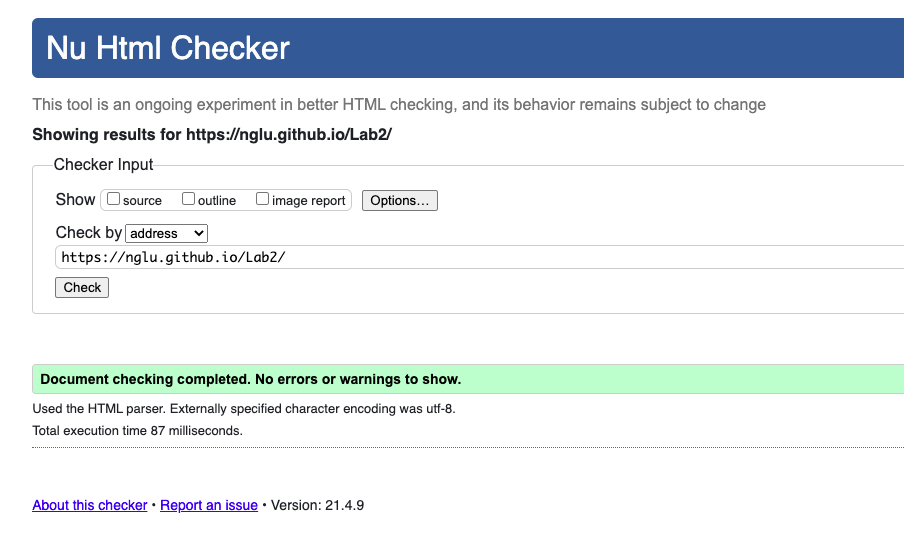 Nu Html Checker
This tool is an ongoing experiment in better HTML checking, and its behavior remains subject to change
Showing results for https://nglu.github.io/Lab2/
Checker Input
Show source outline image report Options...
Check by address
https://nglu.github.io/Lab2/
Check
Document checking completed. No errors or warnings to show.
Used the HTML parser. Externally specified character encoding was utf-8.
Total execution time 87 milliseconds.
About this checker • Report an issue • Version: 21.4.9